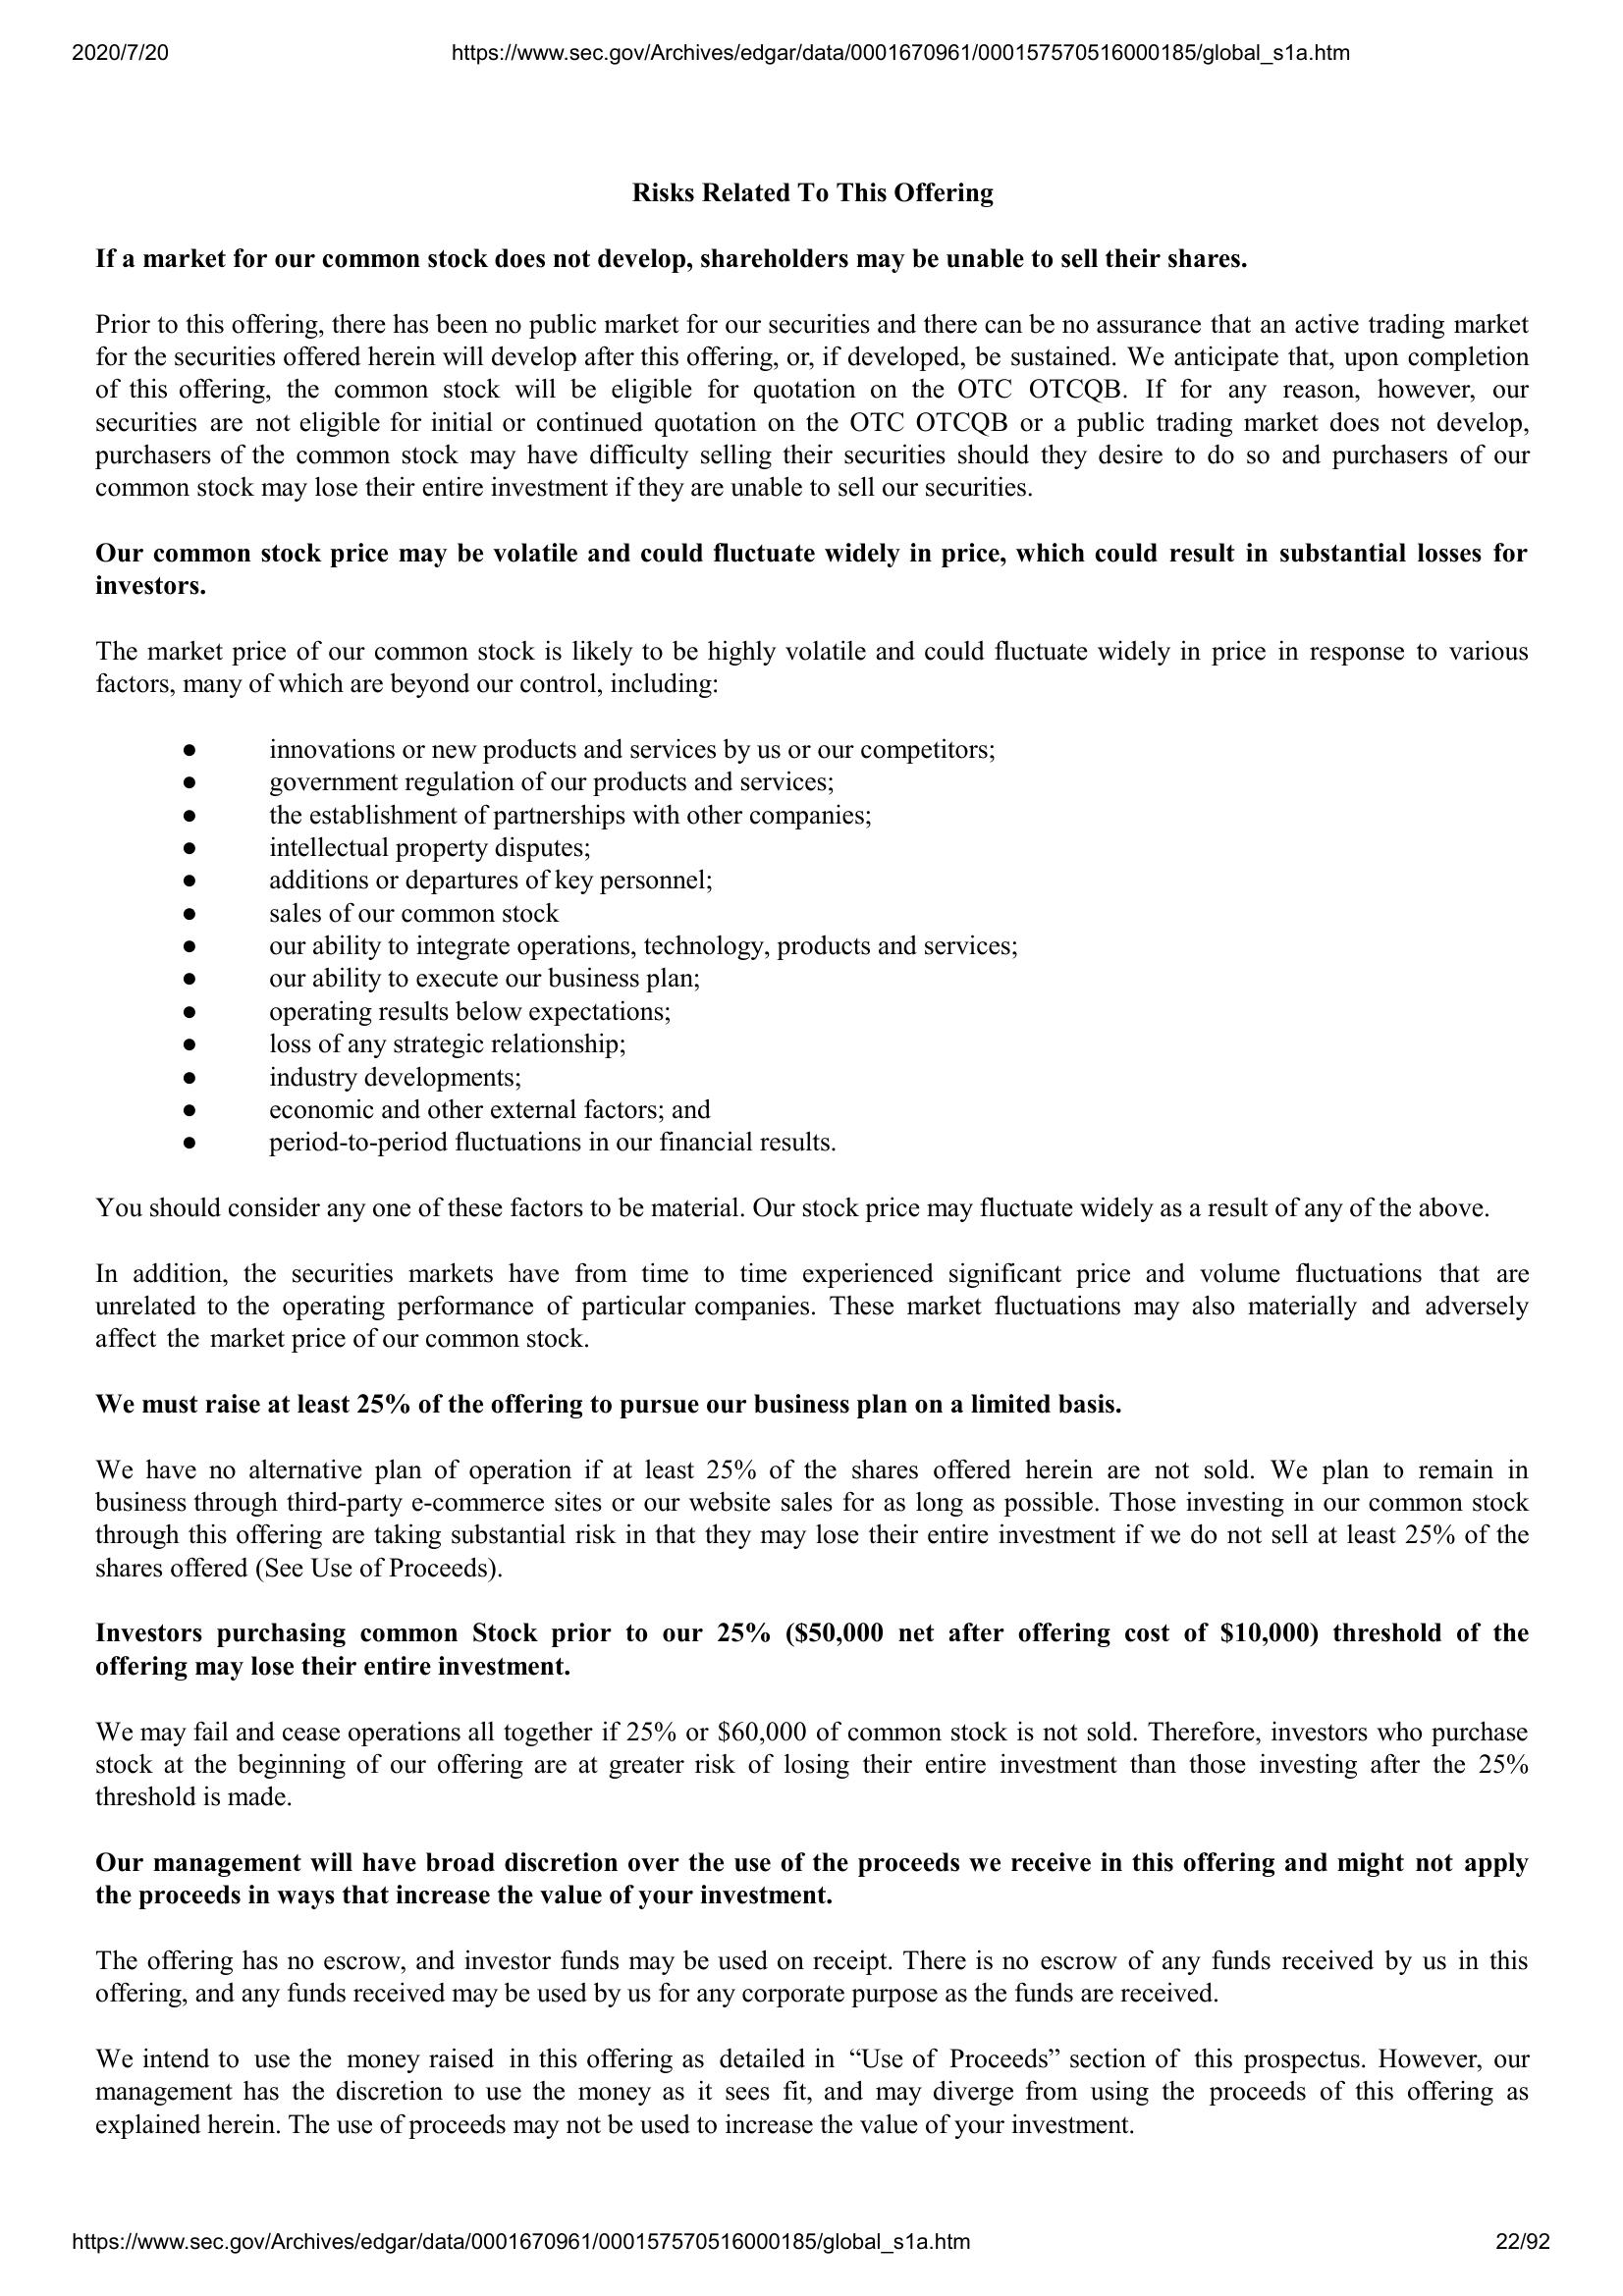 2020/7/20 https://www.sec.gov/Archives/edgar/data/0001670961/000157570516000185/global_s1a.htm
Risks Related To This Offering
If a market for our common stock does not develop, shareholders may be unable to sell their shares.
Prior to this offering, there has been no public market for our securities and there can be no assurance that an active trading market
for the securities offered herein will develop after this offering, or, if developed, be sustained. We anticipate that, upon completion
of this offering, the common stock will be eligible for quotation on the OTC OTCQB. If for any reason, however, our
securities are not eligible for initial or continued quotation on the OTC OTCQB or a public trading market does not develop,
purchasers of the common stock may have difficulty selling their securities should they desire to do so and purchasers of our
common stock may lose their entire investment if they are unable to sell our securities.
Our common stock price may be volatile and could fluctuate widely in price, which could result in substantial losses for
investors.
The market price of our common stock is likely to be highly volatile and could fluctuate widely in price in response to various
factors, many of which are beyond our control, including:
● innovations or new products and services by us or our competitors;
● government regulation of our products and services;
● the establishment of partnerships with other companies;
● intellectual property disputes;
● additions or departures of key personnel;
● sales of our common stock
● our ability to integrate operations, technology, products and services;
● our ability to execute our business plan;
● operating results below expectations;
● loss of any strategic relationship;
● industry developments;
● economic and other external factors; and
● period-to-period fluctuations in our financial results.
You should consider any one of these factors to be material. Our stock price may fluctuate widely as a result of any of the above.
In addition, the securities markets have from time to time experienced significant price and volume fluctuations that are
unrelated to the operating performance of particular companies. These market fluctuations may also materially and adversely
affect the market price of our common stock.
We must raise at least 25% of the offering to pursue our business plan on a limited basis.
We have no alternative plan of operation if at least 25% of the shares offered herein are not sold. We plan to remain in
business through third-party e-commerce sites or our website sales for as long as possible. Those investing in our common stock
through this offering are taking substantial risk in that they may lose their entire investment if we do not sell at least 25% of the
shares offered (See Use of Proceeds).
Investors purchasing common Stock prior to our 25% ($50,000 net after offering cost of $10,000) threshold of the
offering may lose their entire investment.
We may fail and cease operations all together if 25% or $60,000 of common stock is not sold. Therefore, investors who purchase
stock at the beginning of our offering are at greater risk of losing their entire investment than those investing after the 25%
threshold is made.
Our management will have broad discretion over the use of the proceeds we receive in this offering and might not apply
the proceeds in ways that increase the value of your investment.
The offering has no escrow, and investor funds may be used on receipt. There is no escrow of any funds received by us in this
offering, and any funds received may be used by us for any corporate purpose as the funds are received.
We intend to use the money raised in this offering as detailed in “Use of Proceeds” section of this prospectus. However, our
management has the discretion to use the money as it sees fit, and may diverge from using the proceeds of this offering as
explained herein. The use of proceeds may not be used to increase the value of your investment.
https://www.sec.gov/Archives/edgar/data/0001670961/000157570516000185/global_s1a.htm 22/92